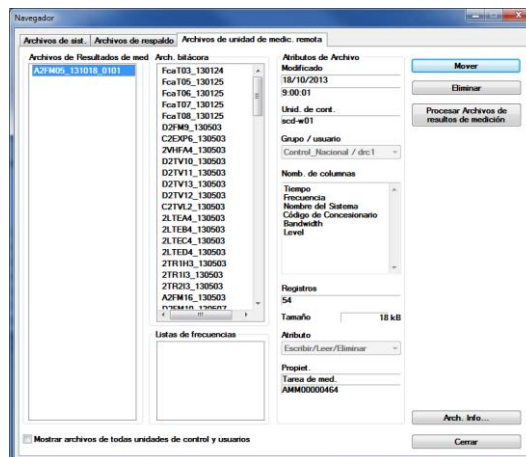 Navegador
Archivos de sist.
Archivos de respaldo
Archivos de unidad de medic. remota
Archivos de Resultados de med
A2FM05_131018_0101
Arch. bitácora
FcaT03_130124
FcaT05_130125
FcaT06_130125
FcaT07_130125
FcaT08_130125
D2FM9_130503
C2EXP6_130503
2VHFA4_130503
D2TV10_130503
D2TV11_130503
D2TV13_130503
D2TV12_130503
C2TVL2_130503
2LTEA4_130503
2LTEB4_130503
2LTEC4_130503
2LTED4_130503
2TR1H3_130503
2TR1I3_130503
2TR2I3_130503
A2FM16_130503
D2FM10_130507
Listas de frecuencias
Atributos de Archivo
Modificado
18/10/2013
9:00:01
Unid. de cont.
scd-w01
Grupo / usuario
Control_Nacional / drc1
Nomb. de columnas
Tiempo
Frecuencia
Nombre del Sistema
Código de Concesionario
Bandwidth
Level
Registros
54
Tamaño 18 kB
Atributo
Escribir/Leer/Eliminar
Propiet.
Tarea de med.
AMM00000464
Mover
Eliminar
Procesar Archivos de
resultos de medición
Arch. Info...
Cerrar
Mostrar archivos de todas unidades de control y usuarios